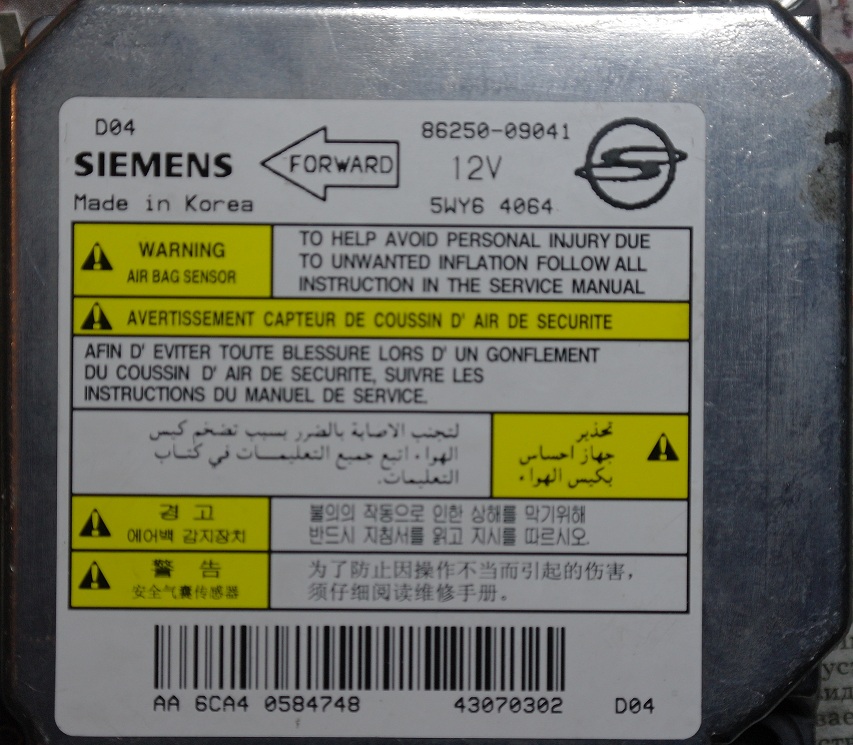 D04
86250-09041
SIEMENS
FORWARD
12V
Made in Korea
5WY6 4064
WARNING
AIR BAG SENSOR
TO HELP AVOID PERSONAL INJURY DUE
TO UNWANTED INFLATION FOLLOW ALL
INSTRUCTION IN THE SERVICE MANUAL
AVERTISSEMENT CAPTEUR DE COUSSIN D' AIR DE SECURITE
AFIN D' EVITER TOUTE BLESSURE LORS D' UN GONFLEMENT
DU COUSSIN D' AIR DE SECURITE, SUIVRE LES
INSTRUCTIONS DU MANUEL DE SERVICE.
تحذير
جهاز احساس
بكيس الهواء
لتجنب الاصابة بالضرر بسبب تضخم كيس
الهواء اتبع جميع التعليمات في كتاب
التعليمات.
경 고
에어백 감지장치
불의의 작동으로 인한 상해를 막기위해
반드시 지침서를 읽고 지시를 따르시오.
警 告
安全气囊传感器
为了防止因操作不当而引起的伤害，
须仔细阅读维修手册。
AA 6CA4 0584748
43070302
D04